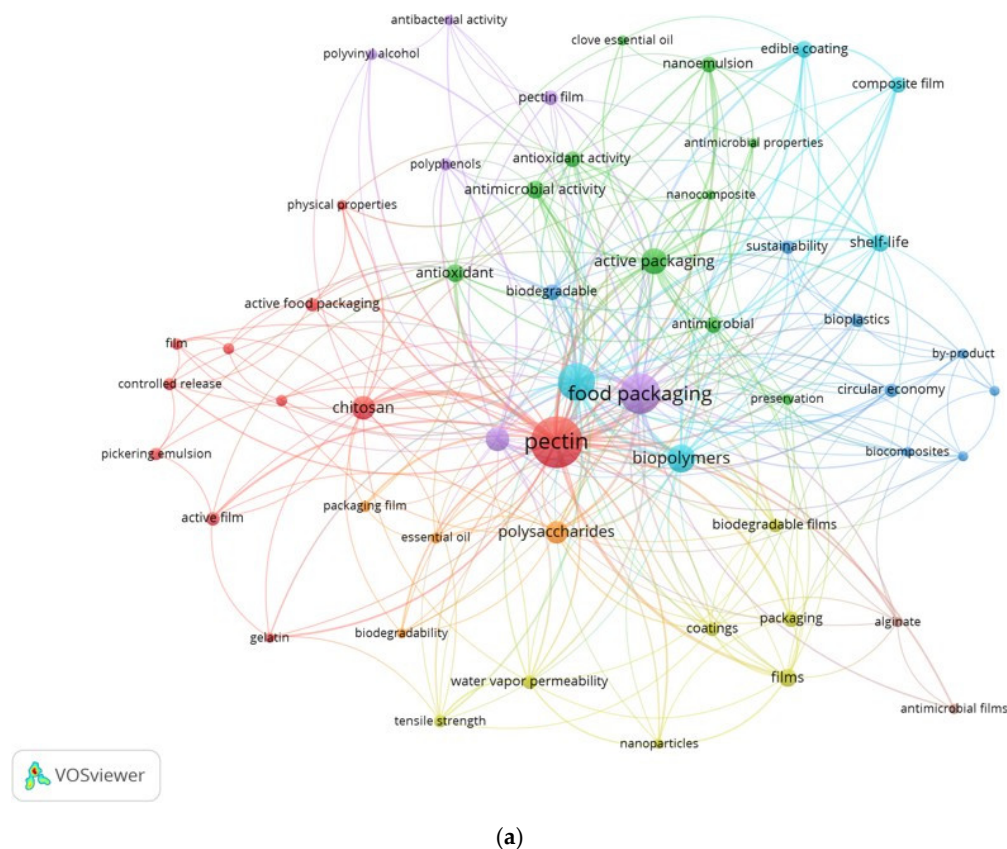 antibacterial activity
polyvinyl alcohol
clove essential oil
edible coating
nanoemulsion
composite film
pectin film
antimicrobial properties
antioxidant activity
polyphenols
antimicrobial activity
nanocomposite
physical properties
sustainability
shelf-life
active packaging
antioxidant
biodegradable
active food packaging
antimicrobial
bioplastics
film
by-product
controlled release
food packaging
circular economy
chitosan
preservation
pectin
pickering emulsion
biopolymers
biocomposites
packaging film
active film
biodegradable films
essential oil
polysaccharides
gelatin
biodegradability
coatings
packaging
alginate
water vapor permeability
films
tensile strength
antimicrobial films
nanoparticles
VOSviewer
(a)